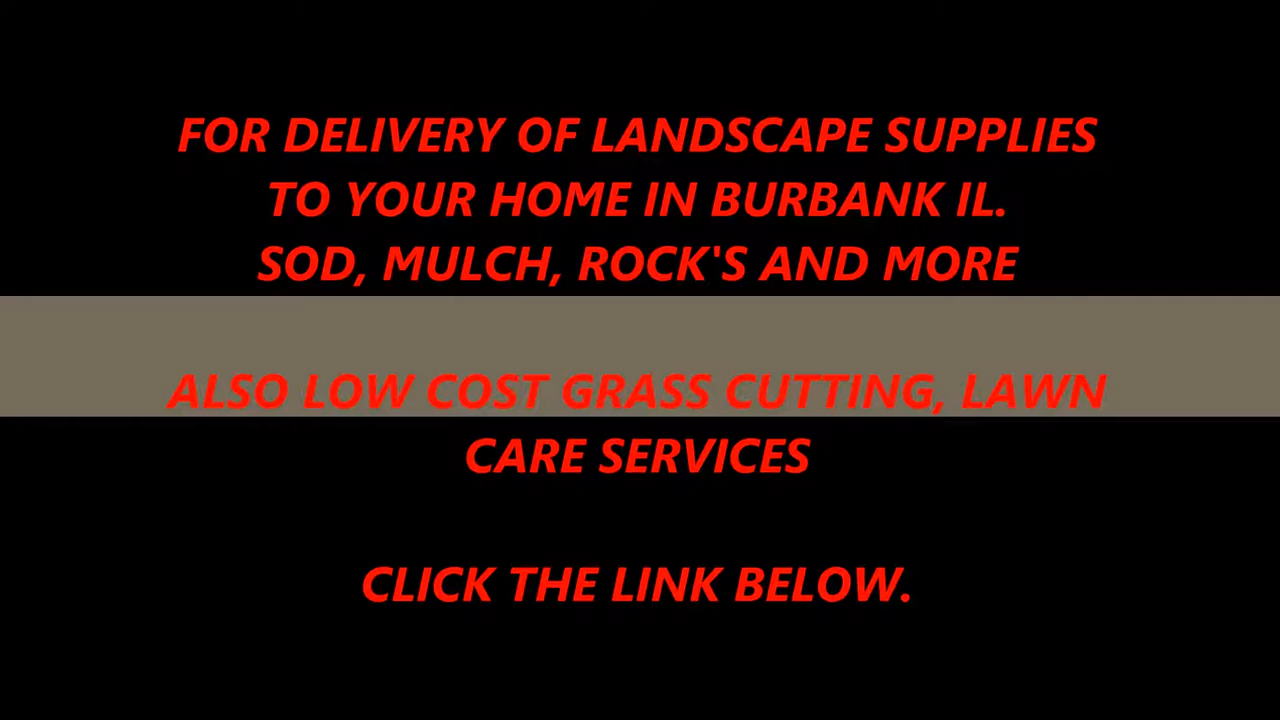 FOR DELIVERY OF LANDSCAPE SUPPLIES
TO YOUR HOME IN BURBANK IL.
SOD, MULCH, ROCK'S AND MORE
ALSO LOW COST GRASS CUTTING, LAWN
CARE SERVICES
CLICK THE LINK BELOW.